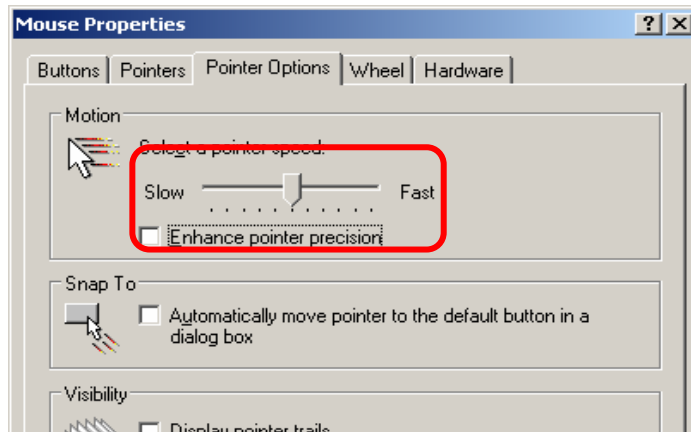 Mouse Properties
Buttons Pointers Pointer Options Wheel Hardware
Motion
Select a pointer speed:
Slow Fast
Enhance pointer precision
Snap To
Automatically move pointer to the default button in a
dialog box
Visibility
Display pointer trails